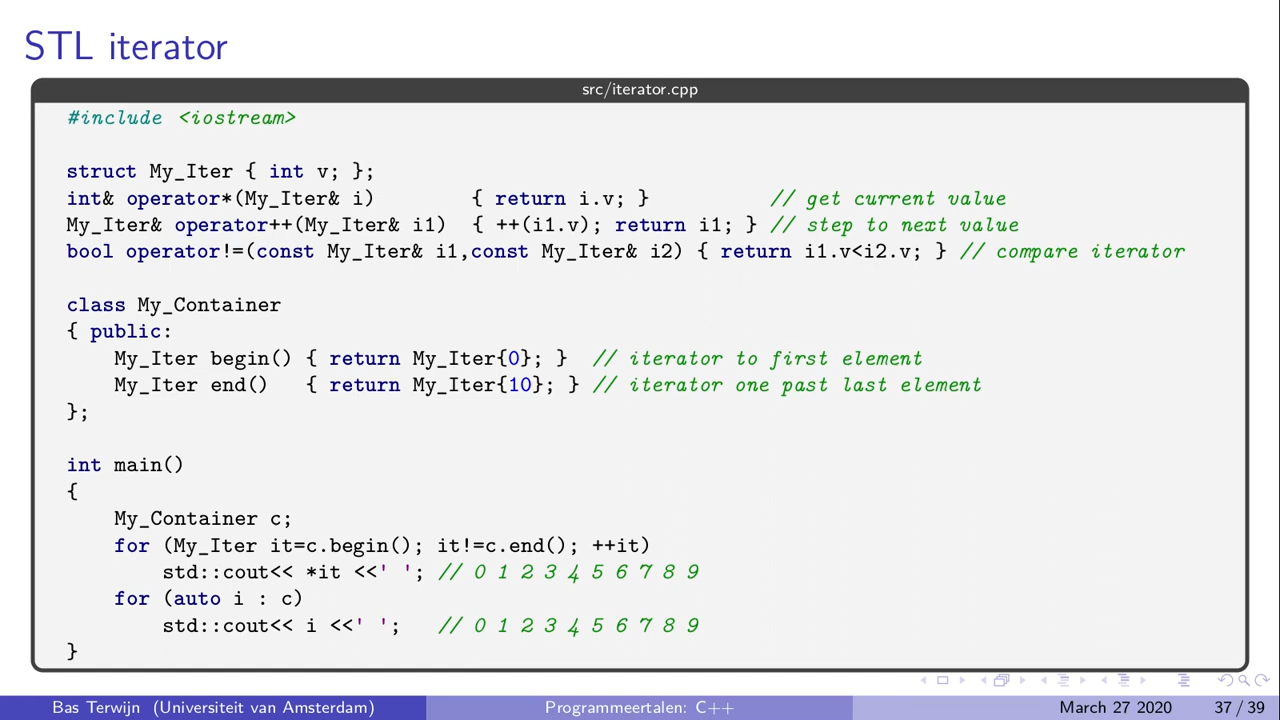 STL iterator
src/iterator.cpp
#include <iostream>
struct My_Iter { int v; };
int& operator*(My_Iter& i) { return i.v; } // get current value
My_Iter& operator++(My_Iter& i1) { ++(i1.v); return i1; } // step to next value
bool operator!=(const My_Iter& i1,const My_Iter& i2) { return i1.v<i2.v; } // compare iterator
class My_Container
{ public:
My_Iter begin() { return My_Iter{0}; } // iterator to first element
My_Iter end() { return My_Iter{10}; } // iterator one past last element
};
int main()
{
My_Container c;
for (My_Iter it=c.begin(); it!=c.end(); ++it)
std::cout<< *it <<' '; // 0 1 2 3 4 5 6 7 8 9
for (auto i : c)
std::cout<< i <<' '; // 0 1 2 3 4 5 6 7 8 9
}
Bas Terwijn (Universiteit van Amsterdam) Programmeertalen: C++ March 27 2020 37 / 39